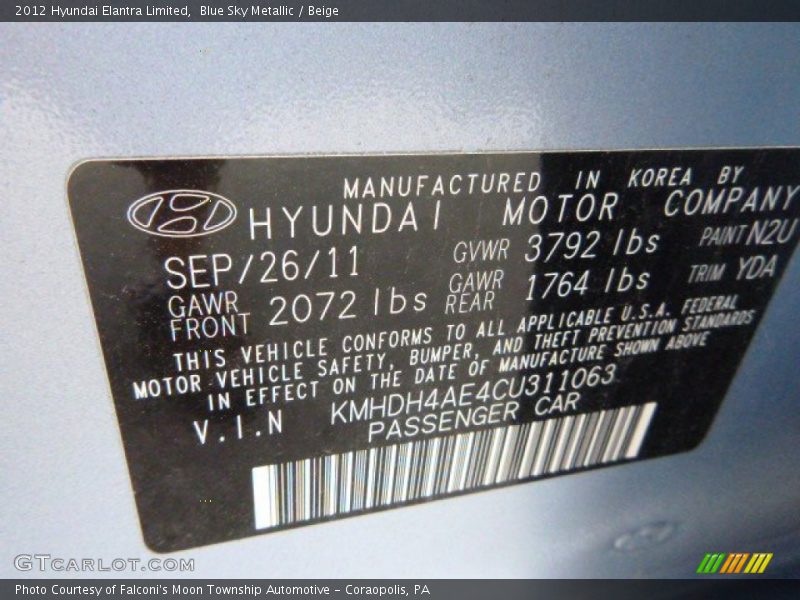 2012 Hyundai Elantra Limited,  Blue Sky Metallic / Beige
MANUFACTURED IN KOREA BY
HYUNDAI MOTOR COMPANY
SEP/26/11 GVWR 3792 lbs PAINT N2U
GAWR FRONT 2072 lbs GAWR REAR 1764 lbs TRIM YDA
THIS VEHICLE CONFORMS TO ALL APPLICABLE U.S.A. FEDERAL
MOTOR VEHICLE SAFETY, BUMPER, AND THEFT PREVENTION STANDARDS
IN EFFECT ON THE DATE OF MANUFACTURE SHOWN ABOVE
V.I.N KMHDH4AE4CU311063
PASSENGER CAR
GTCARLOT.COM
Photo Courtesy of Falconi's Moon Township Automotive - Coraopolis, PA